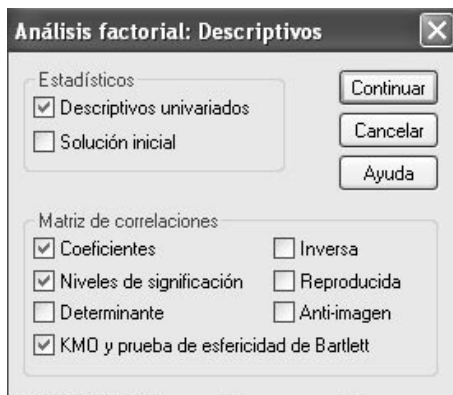 Análisis factorial: Descriptivos
Estadísticos
Descriptivos univariados
Solución inicial
Continuar
Cancelar
Ayuda
Matriz de correlaciones
Coeficientes
Inversa
Niveles de significación
Reproducida
Determinante
Anti-imagen
KMO y prueba de esfericidad de Bartlett